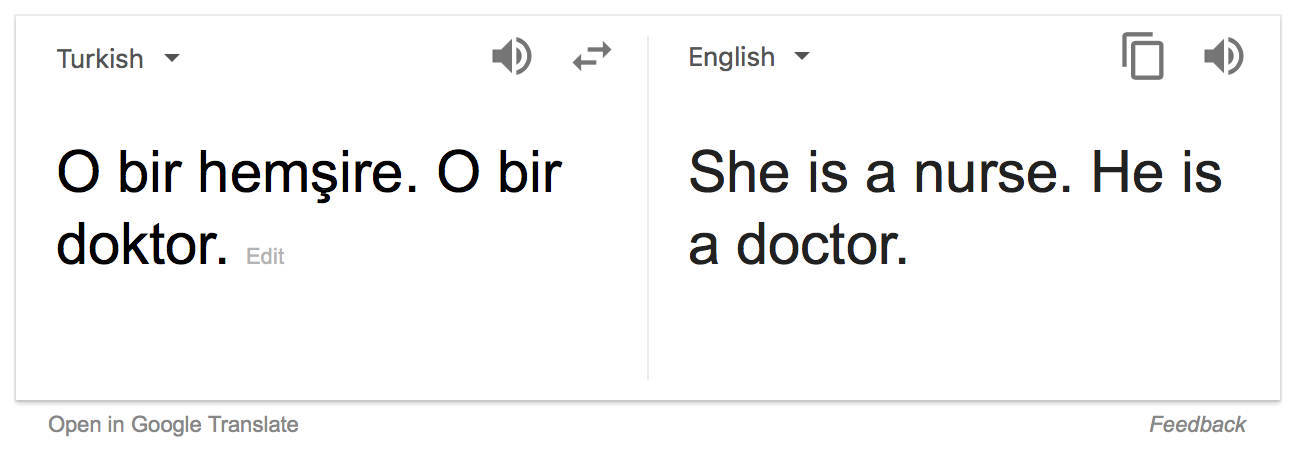 Turkish
English
O bir hemşire. O bir
doktor. Edit
She is a nurse. He is
a doctor.
Open in Google Translate
Feedback